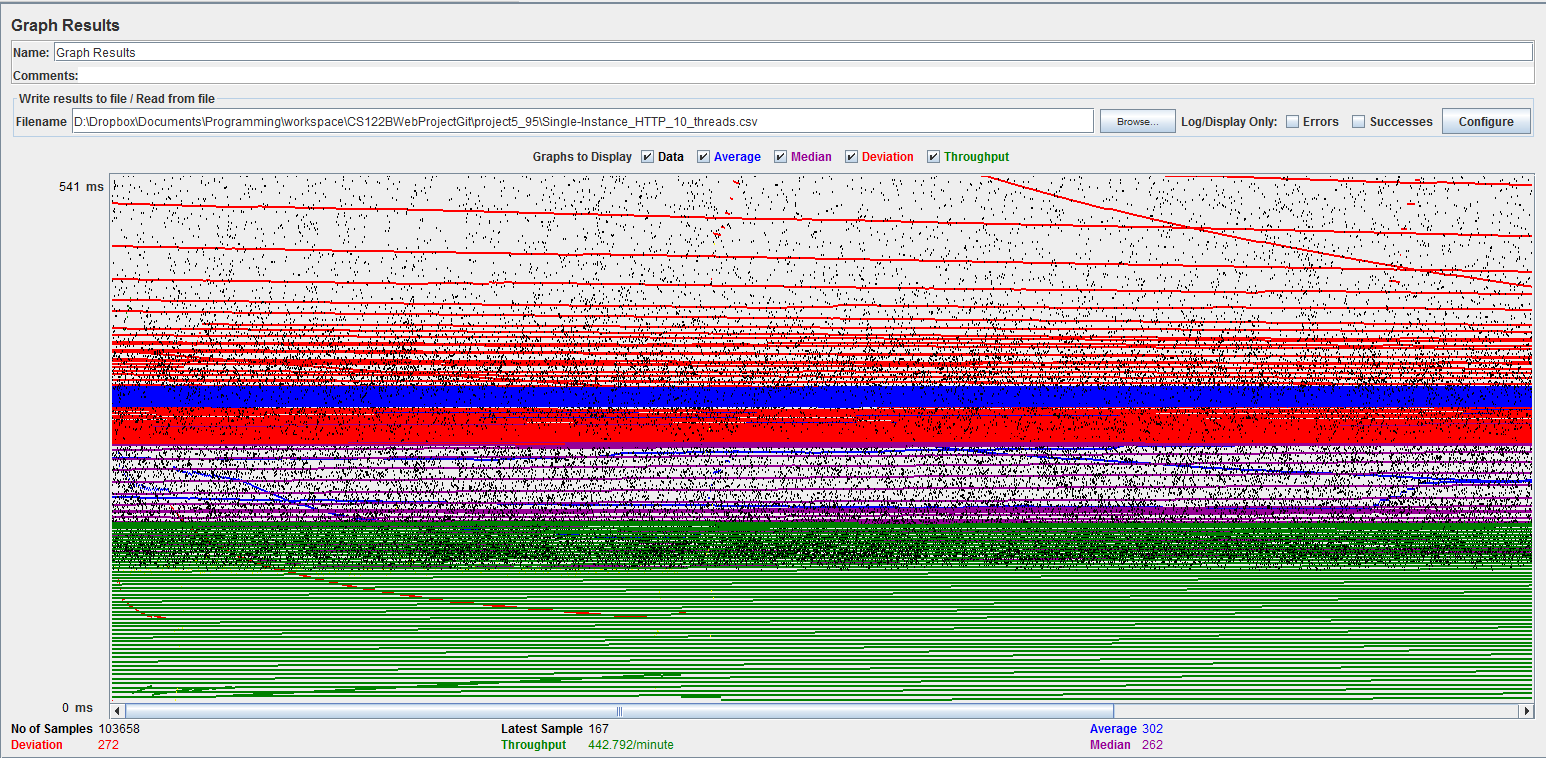 Graph Results
Name: Graph Results
Comments:
Write results to file / Read from file
Filename D:\Dropbox\Documents\Programming\workspace\CS122BWebProjectGit\project5_95\Single-Instance_HTTP_10_threads.csv Browse... Log/Display Only: Errors Successes Configure
Graphs to Display Data Average Median Deviation Throughput
541 ms
0 ms
No of Samples 103658 Latest Sample 167 Average 302
Deviation 272 Throughput 442.792/minute Median 262